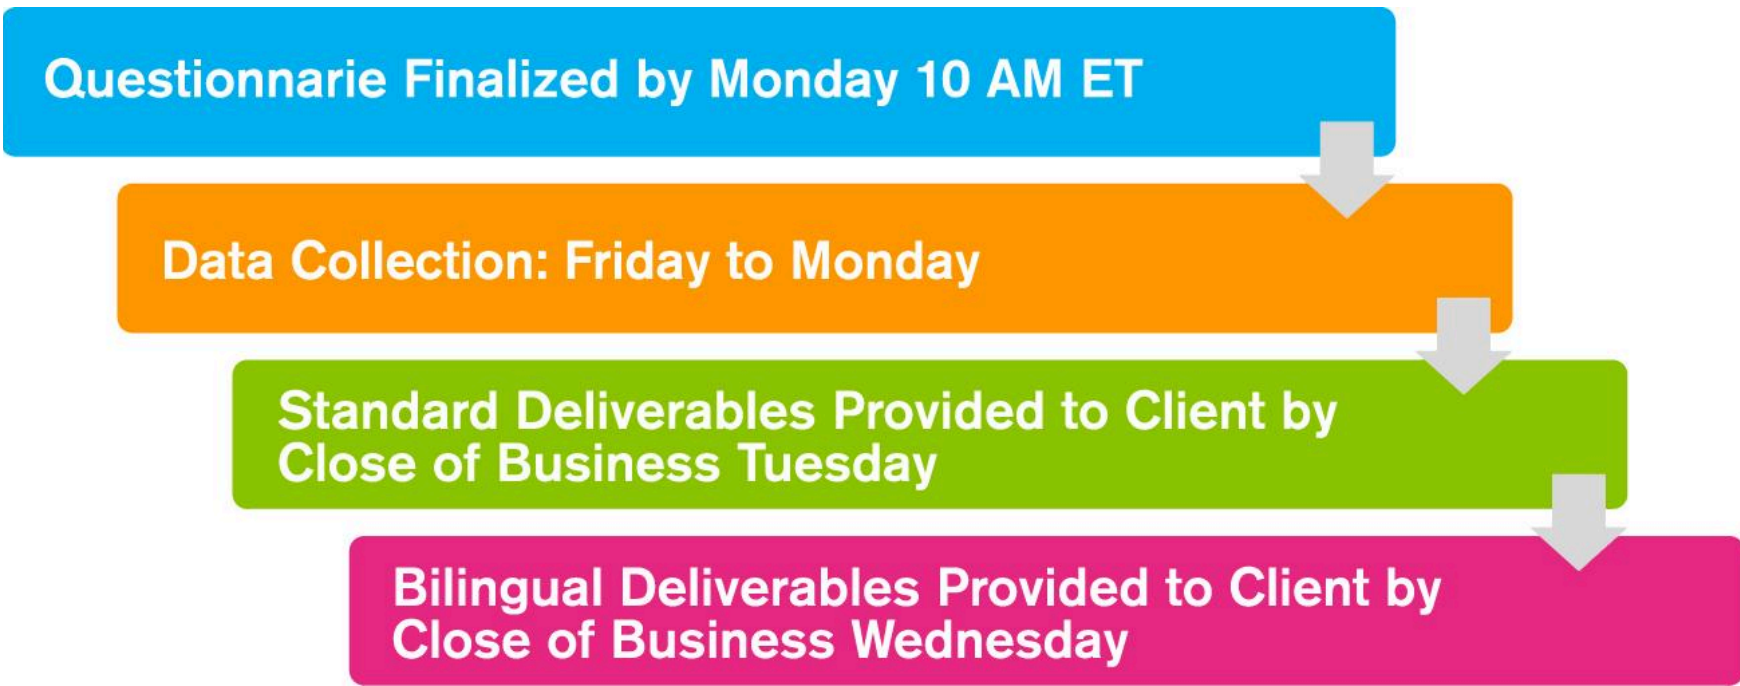 Questionnarie Finalized by Monday 10 AM ET
Data Collection: Friday to Monday
Standard Deliverables Provided to Client by
Close of Business Tuesday
Bilingual Deliverables Provided to Client by
Close of Business Wednesday